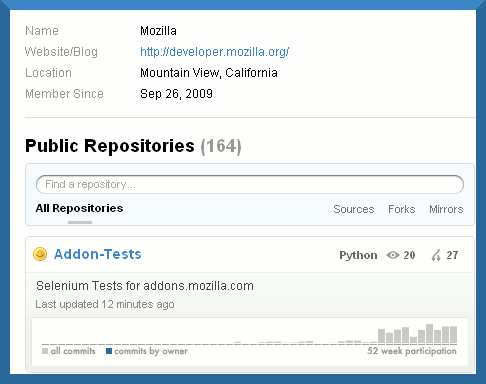 Name Mozilla
Website/Blog http://developer.mozilla.org/
Location Mountain View, California
Member Since Sep 26, 2009
Public Repositories (164)
Find a repository...
All Repositories Sources Forks Mirrors
Addon-Tests Python 20 27
Selenium Tests for addons.mozilla.com
Last updated 12 minutes ago
all commits commits by owner 52 week participation